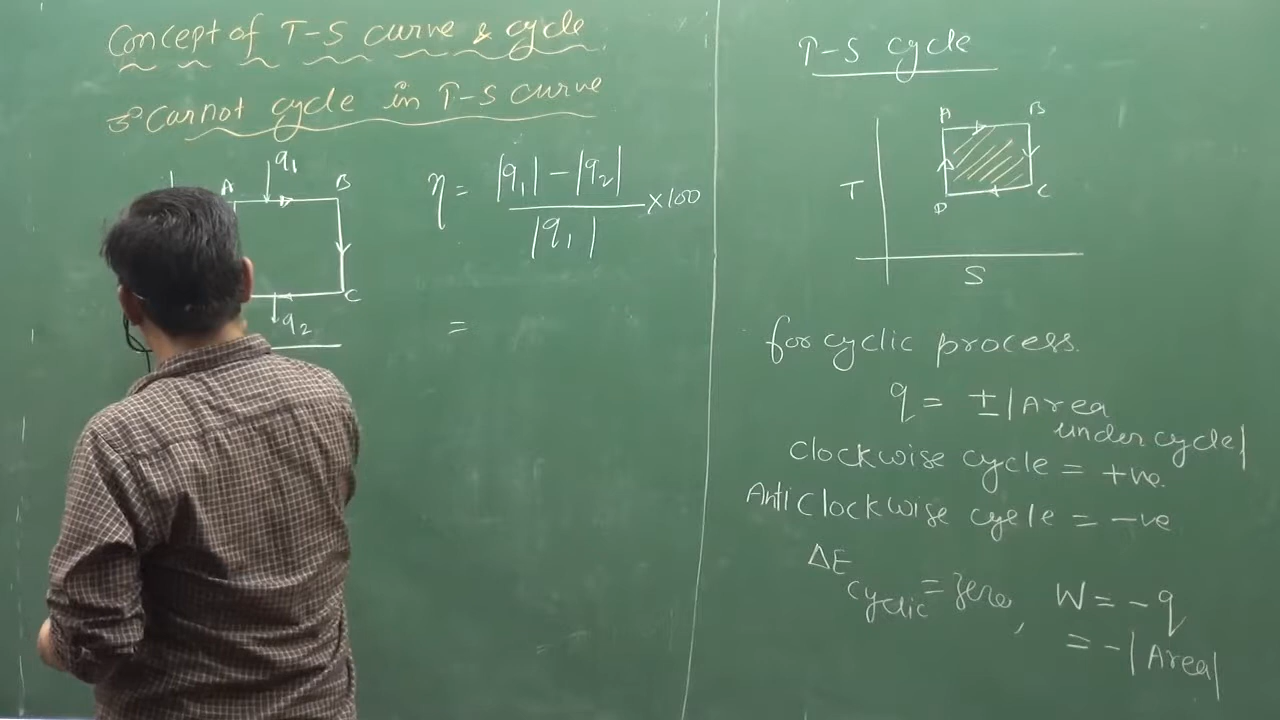 Concept of T-S curve & cycle
Carnot cycle in T-S curve
q1
A B
C
q2
η = |q1| - |q2| / |q1| ×100
=
T-S cycle
A B
T
D C
S
for cyclic process.
q = ± |Area under cycle|
Clockwise cycle = +ve.
Anticlockwise cycle = -ve
ΔE cyclic = Zero, W = -q
= -|Area|